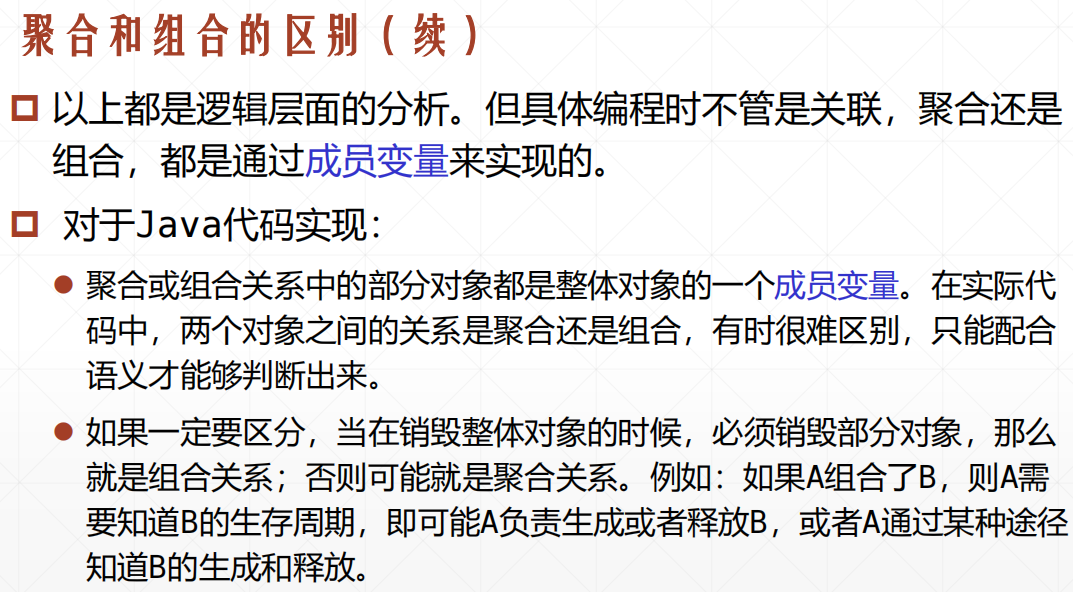 聚合和组合的区别（续）
以上都是逻辑层面的分析。但具体编程时不管是关联，聚合还是
组合，都是通过成员变量来实现的。
对于Java代码实现：
聚合或组合关系中的部分对象都是整体对象的一个成员变量。在实际代
码中，两个对象之间的关系是聚合还是组合，有时很难区别，只能配合
语义才能够判断出来。
如果一定要区分，当在销毁整体对象的时候，必须销毁部分对象，那么
就是组合关系；否则可能就是聚合关系。例如：如果A组合了B，则A需
要知道B的生存周期，即可能A负责生成或者释放B，或者A通过某种途径
知道B的生成和释放。